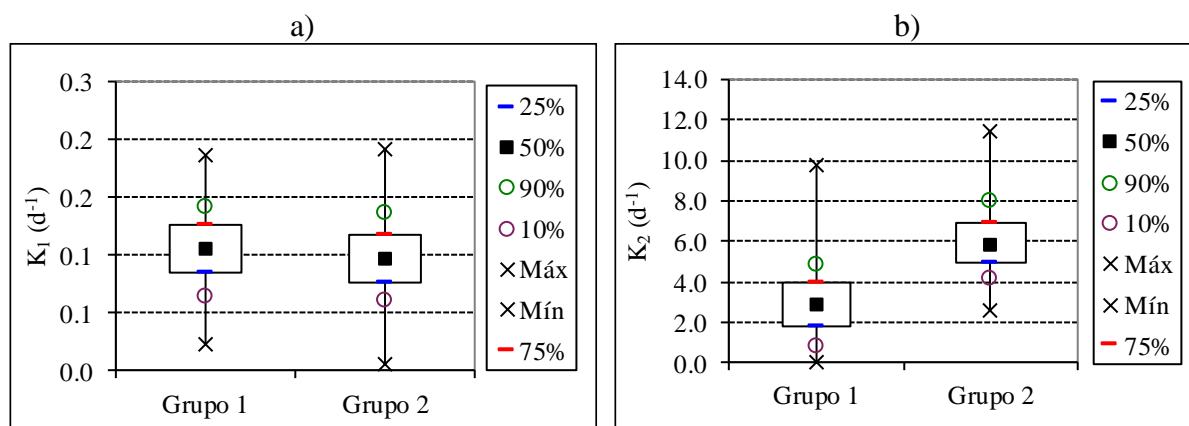 a)
K1 (d-1)
0.3
0.2
0.2
0.1
0.1
0.0
Grupo 1
Grupo 2
25%
50%
90%
10%
Máx
Mín
75%
b)
K2 (d-1)
14.0
12.0
10.0
8.0
6.0
4.0
2.0
0.0
Grupo 1
Grupo 2
25%
50%
90%
10%
Máx
Mín
75%